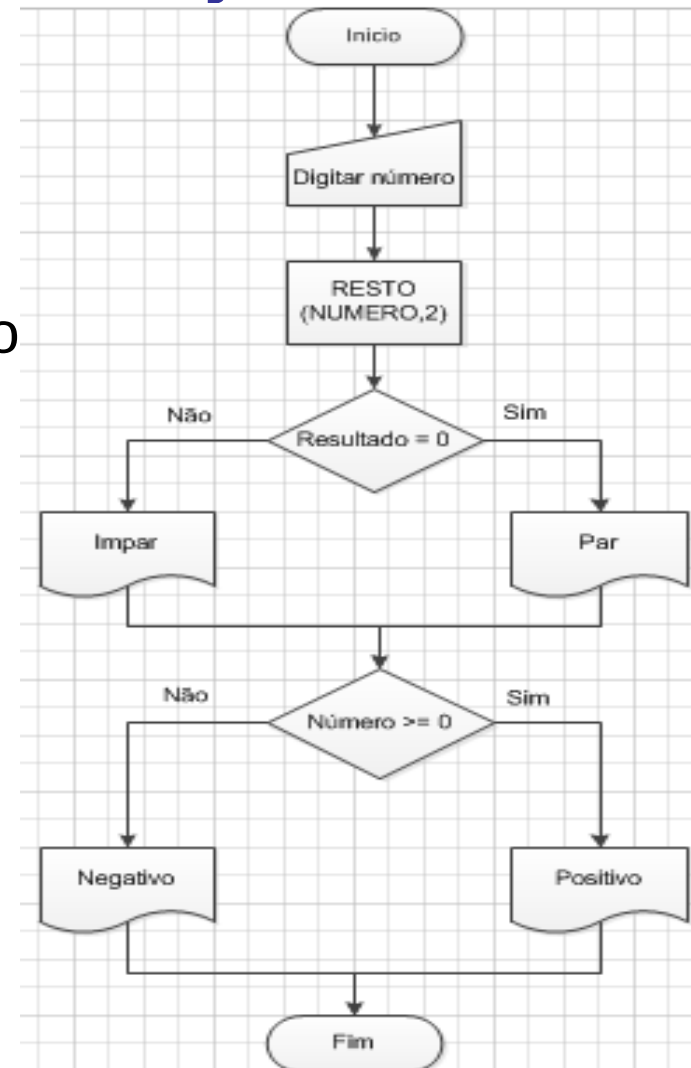 Inicio
Digitar número
RESTO
(NUMERO,2)
o
Não
Sim
Resultado = 0
Impar
Par
Não
Sim
Número >= 0
Negativo
Positivo
Fim